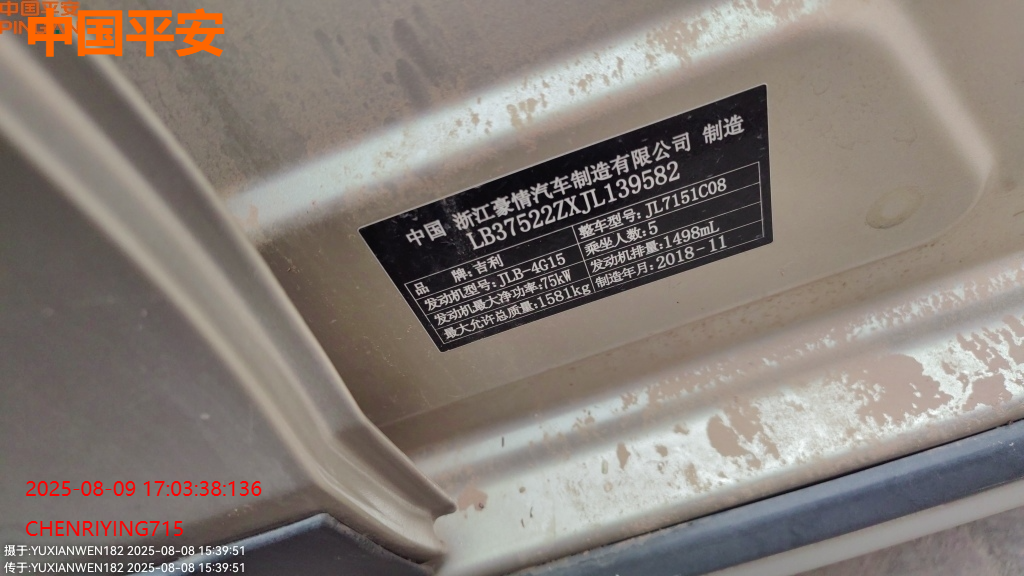 中国平安
PIN
中国平安
中国 浙江豪情汽车制造有限公司 制造
LB37522ZXJL139582
品 牌:吉利 整车型号:JL7151C08
发动机型号:JLB-4G15 乘坐人数:5
发动机最大净功率:75kW 发动机排量:1498mL
最大允许总质量:1581kg 制造年月:2018-11
2025-08-09 17:03:38:136
CHENRIYING715
摄于:YUXIANWEN182 2025-08-08 15:39:51
传于:YUXIANWEN182 2025-08-08 15:39:51